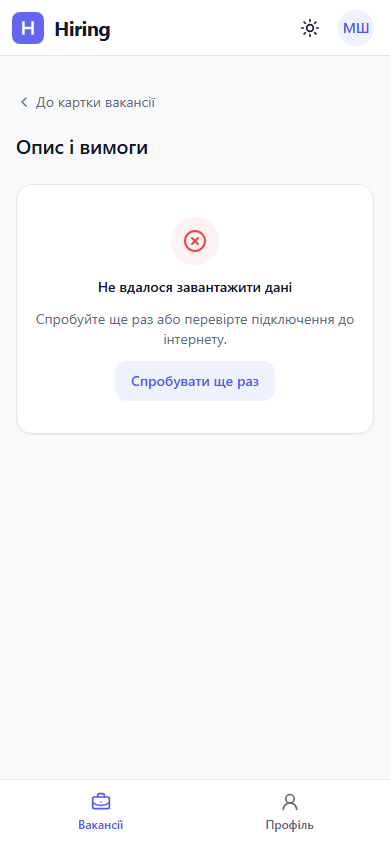 H Hiring
МШ
До картки вакансії
Опис і вимоги
Не вдалося завантажити дані
Спробуйте ще раз або перевірте підключення до
інтернету.
Спробувати ще раз
Вакансії
Профіль